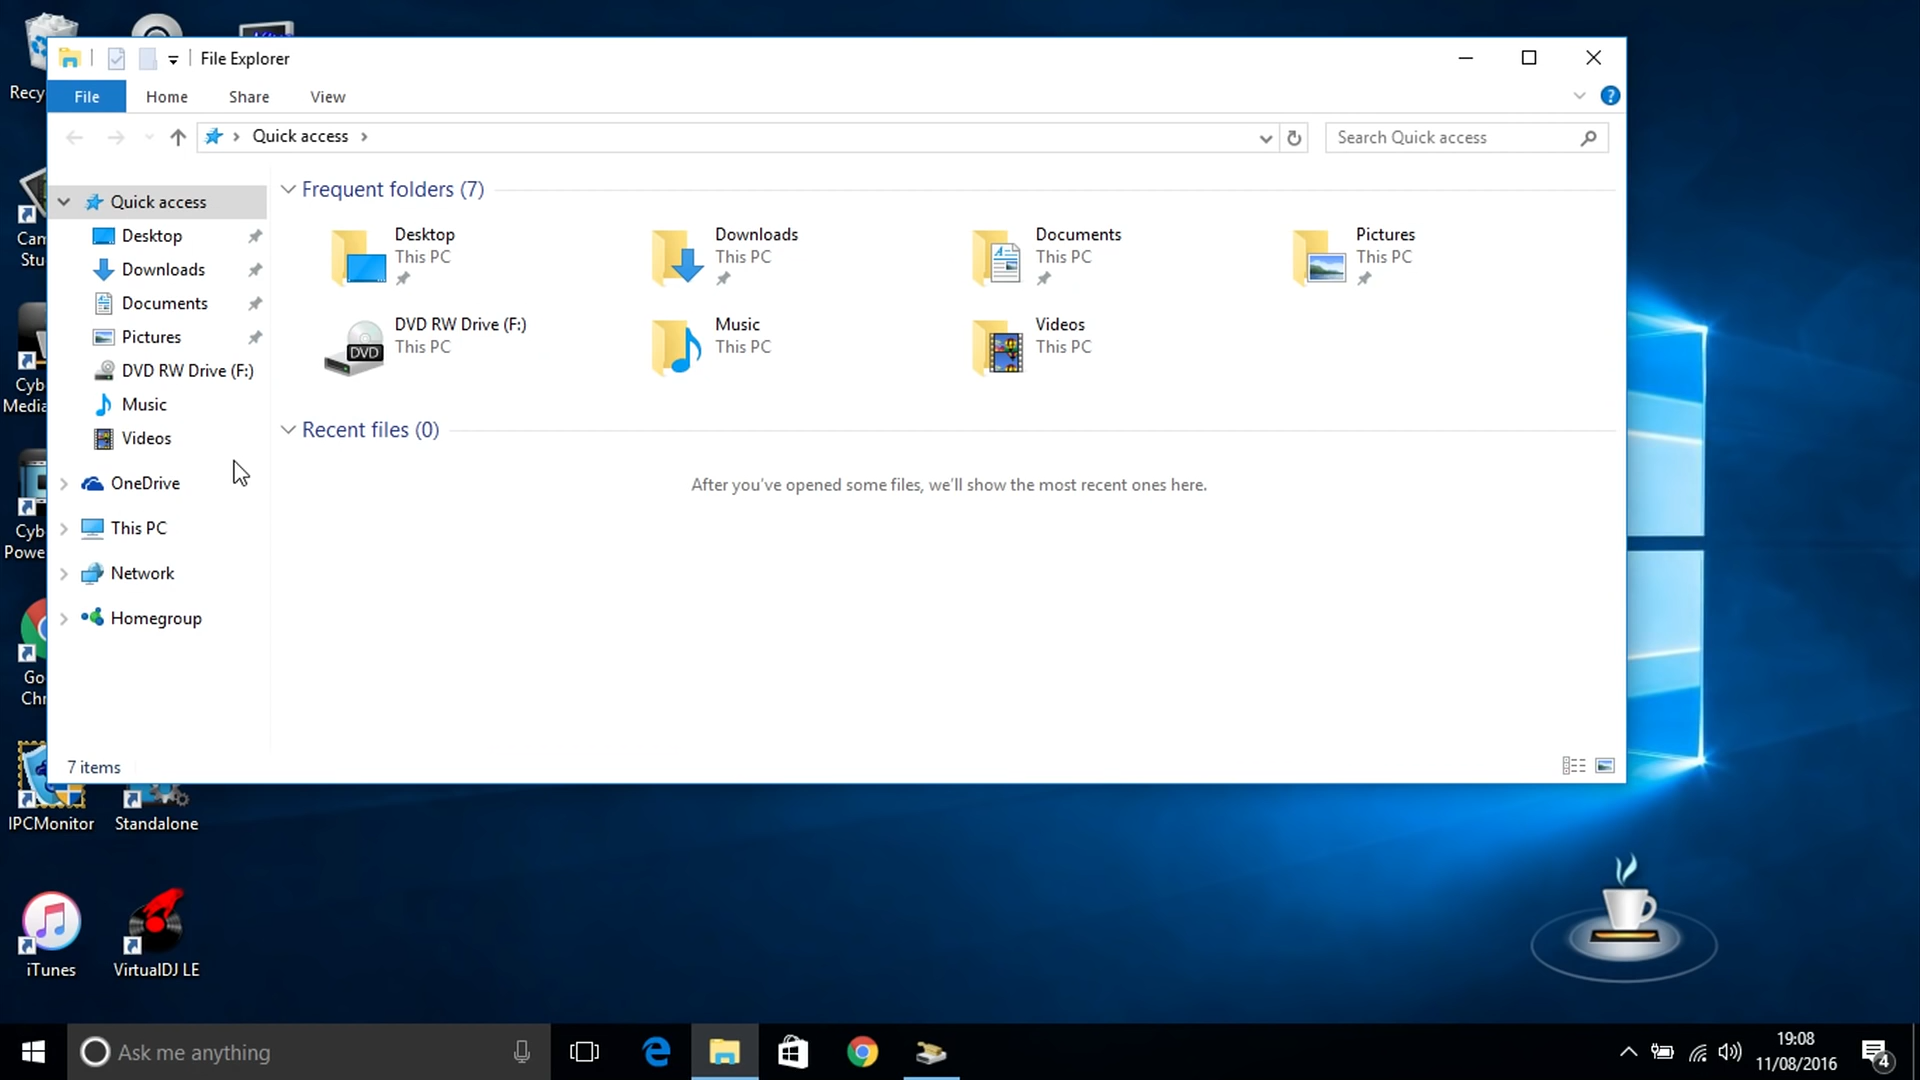 File Explorer
File
Home
Share
View
?
Quick access
Search Quick access
Quick access
Desktop
Downloads
Documents
Pictures
DVD RW Drive (F:)
Music
Videos
OneDrive
This PC
Network
Homegroup
Frequent folders (7)
Desktop
This PC
Downloads
This PC
Documents
This PC
Pictures
This PC
DVD
DVD RW Drive (F:)
This PC
Music
This PC
Videos
This PC
Recent files (0)
After you've opened some files, we'll show the most recent ones here.
7 items
Recy
Cam
Stu
Cyb
Media
Cyb
Powe
Go
Chr
IPCMonitor
Standalone
iTunes
VirtualDJ LE
Ask me anything
19:08
11/08/2016
4